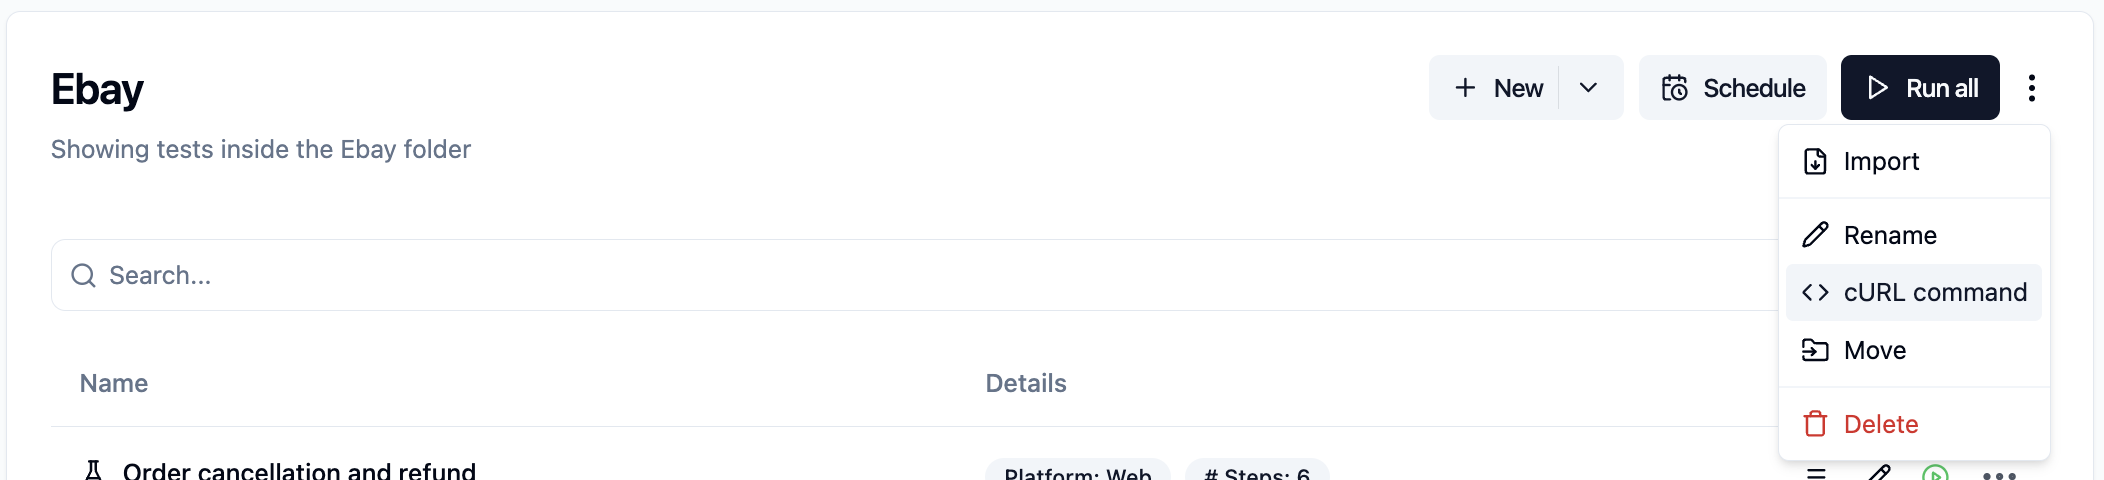 Ebay
Showing tests inside the Ebay folder
New
Schedule
Run all
Import
Rename
cURL command
Move
Delete
Search...
Name
Details
Order cancellation and refund
Platform: Web
# Steps: 6